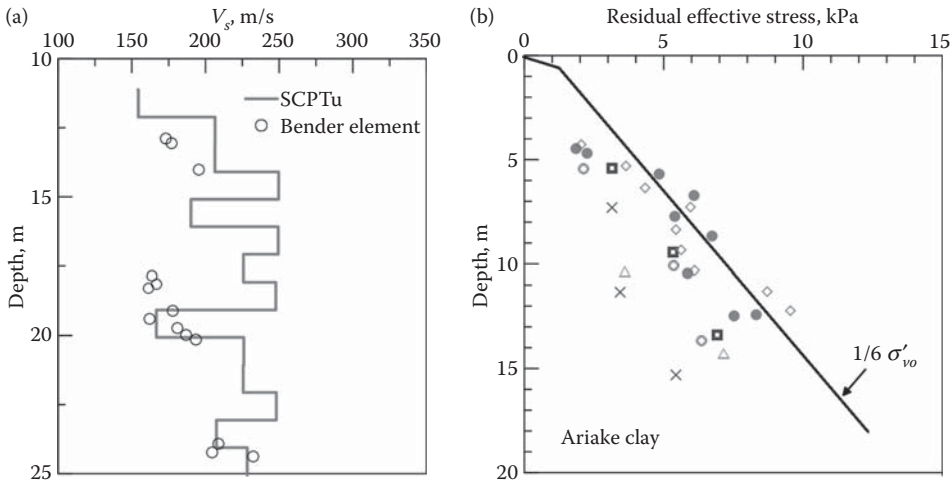 (a)
V_s, m/s
100 150 200 250 300 350
10
15
20
25
Depth, m
SCPTu
Bender element
(b)
Residual effective stress, kPa
0 5 10 15
0
5
10
15
20
Depth, m
1/6 σ′_vo
Ariake clay